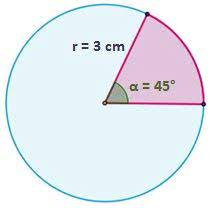 r = 3 cm
α = 45°